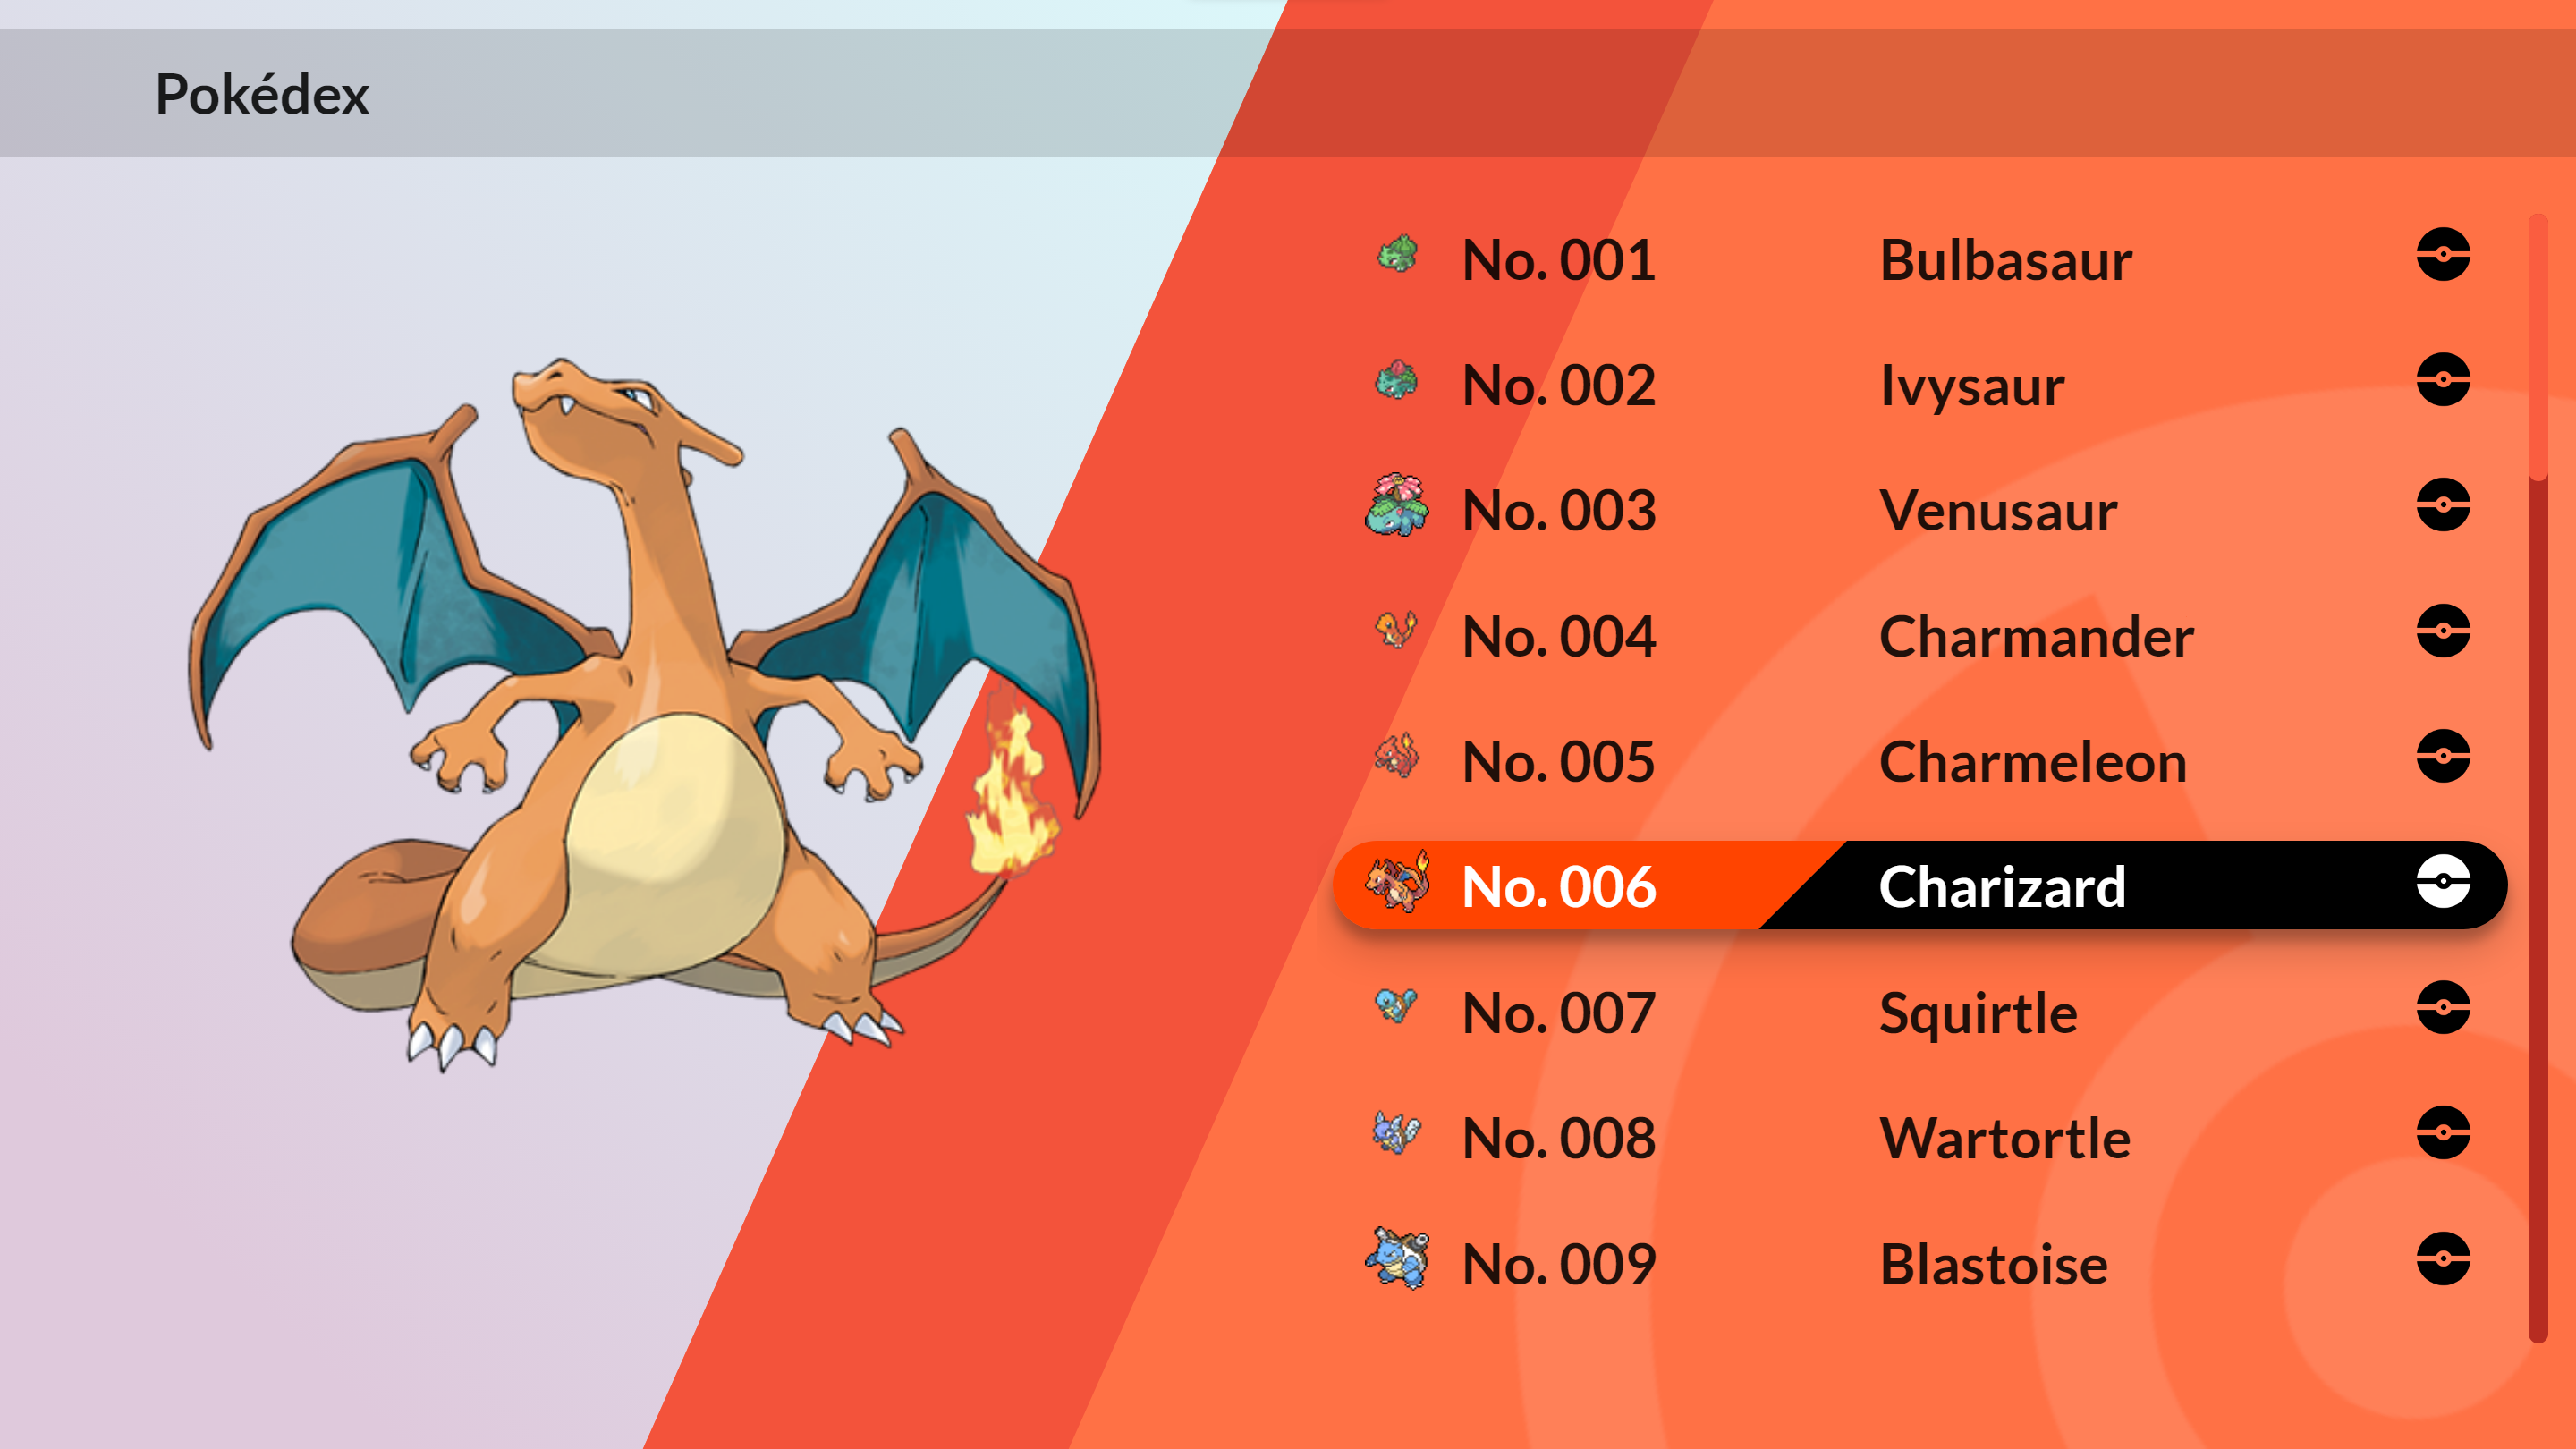 Pokédex
No. 001 Bulbasaur
No. 002 Ivysaur
No. 003 Venusaur
No. 004 Charmander
No. 005 Charmeleon
No. 006 Charizard
No. 007 Squirtle
No. 008 Wartortle
No. 009 Blastoise